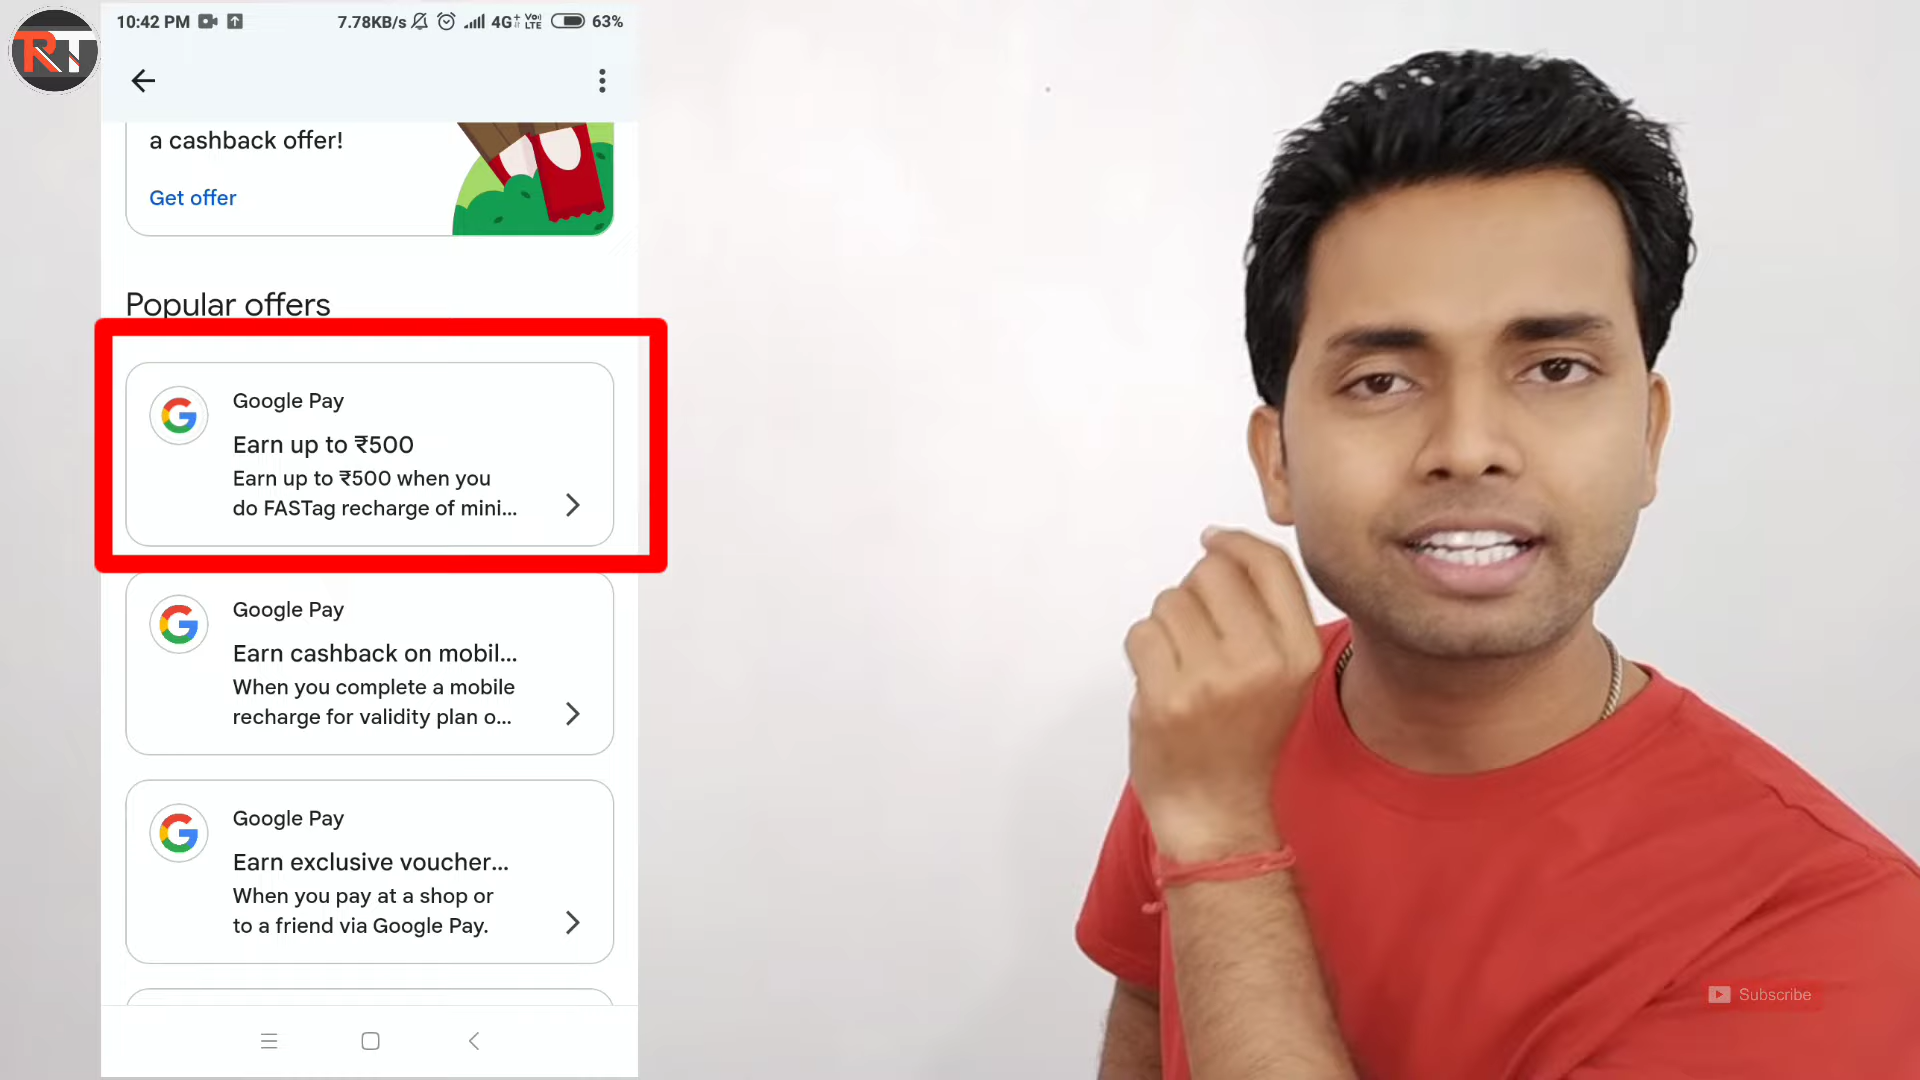 RT
10:42 PM
7.78KB/s 4G+ VoLTE 63%
a cashback offer!
Get offer
Popular offers
Google Pay
Earn up to ₹500
Earn up to ₹500 when you
do FASTag recharge of mini...
Google Pay
Earn cashback on mobil...
When you complete a mobile
recharge for validity plan o...
Google Pay
Earn exclusive voucher...
When you pay at a shop or
to a friend via Google Pay.
Subscribe